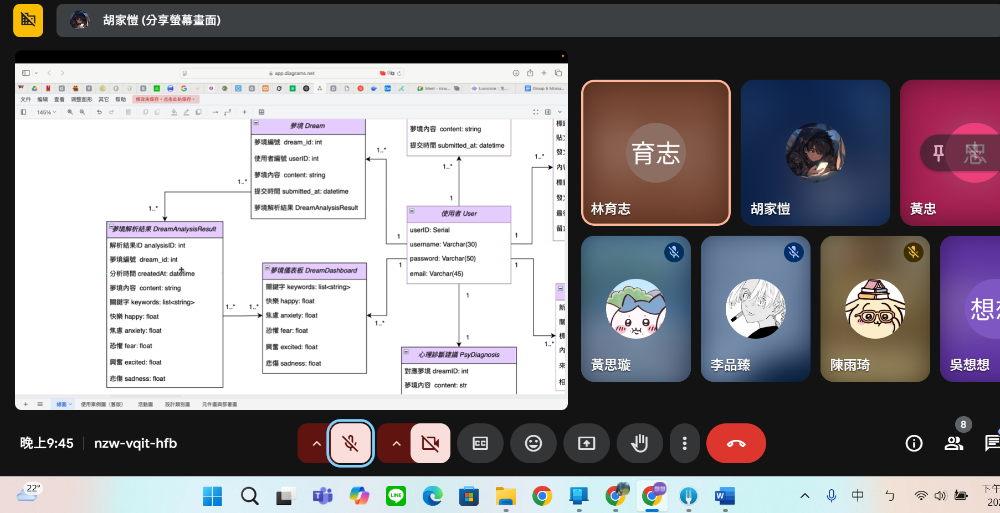 胡家愷 (分享螢幕畫面)
app.diagrams.net
Meet - nzw...
Luvvoice：免...
Group 5 Mizou...
文件 编辑 查看 调整图形 其它 帮助 修改未保存。点击此处保存。
145%
夢境 Dream
夢境編號 dream_id: int
使用者編號 userID: int
夢境內容 content: string
提交時間 submitted_at: datetime
夢境解析結果 DreamAnalysisResult
夢境內容 content: string
提交時間 submitted_at: datetime
1..*
1..*
1..*
1..*
1..*
1
使用者 User
userID: Serial
username: Varchar(30)
password: Varchar(50)
email: Varchar(45)
1
1
1
1
1
1
夢境解析結果 DreamAnalysisResult
解析結果ID analysisID: int
夢境編號 dream_id: int
分析時間 createdAt: datetime
夢境內容 content: string
關鍵字 keywords: list<string>
快樂 happy: float
焦慮 anxiety: float
恐懼 fear: float
興奮 excited: float
悲傷 sadness: float
1..*
1..*
夢境儀表板 DreamDashboard
關鍵字 keywords: list<string>
快樂 happy: float
焦慮 anxiety: float
恐懼 fear: float
興奮 excited: float
悲傷 sadness: float
1..*
1..*
心理診斷建議 PsyDiagnosis
對應夢境 dreamID: int
夢境內容 content: str
貼
發
內
標
發
最
留
新
關
標
內
來
相
總圖 使用案例圖（舊版） 活動圖 設計類別圖 元件圖與部署圖
育志
林育志
胡家愷
忠
黃忠
黃思璇
李品臻
陳雨琦
想
吳想想
晚上9:45 nzw-vqit-hfb
CC
8
22°
LINE
W
中
ㄅ
下午